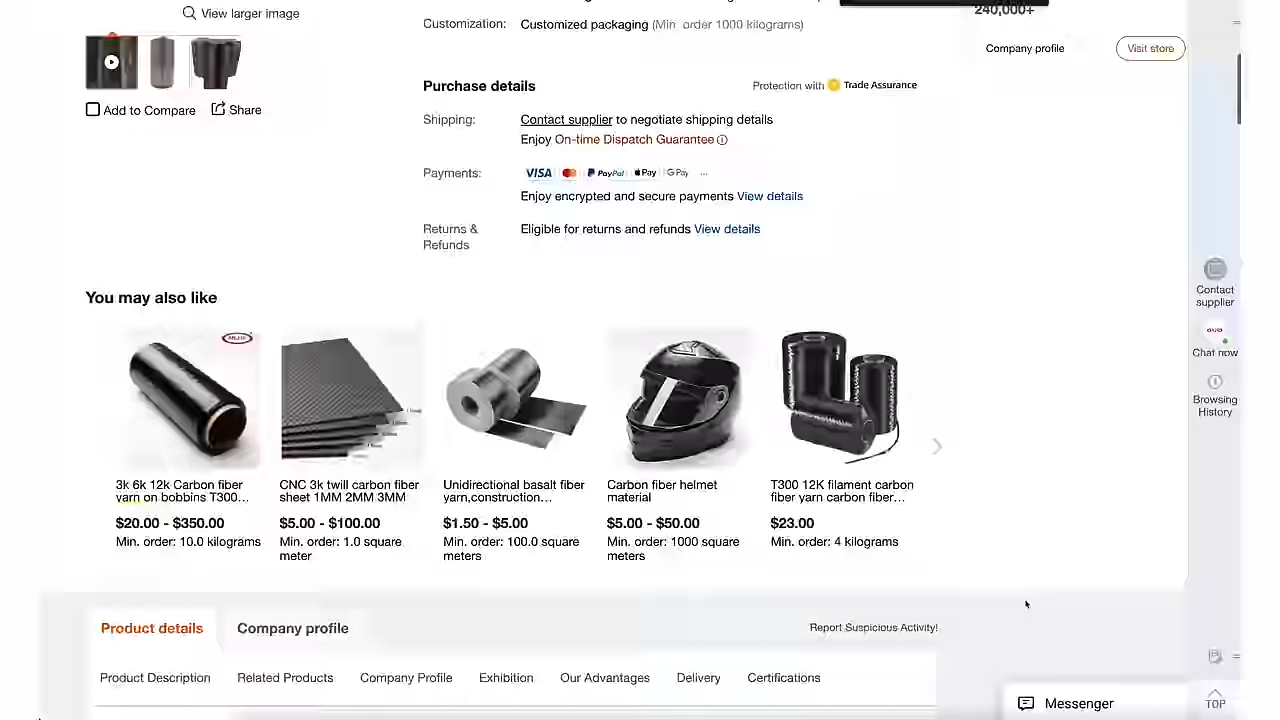 View larger image
Customization: Customized packaging (Min. order 1000 kilograms)
240,000+
Company profile
Visit store
Add to Compare
Share
Purchase details
Protection with Trade Assurance
Shipping:
Contact supplier to negotiate shipping details
Enjoy On-time Dispatch Guarantee
Payments:
VISA PayPal Pay G Pay ...
Enjoy encrypted and secure payments View details
Returns &
Refunds
Eligible for returns and refunds View details
You may also like
3k 6k 12k Carbon fiber
yarn on bobbins T300...
$20.00 - $350.00
Min. order: 10.0 kilograms
CNC 3k twill carbon fiber
sheet 1MM 2MM 3MM
$5.00 - $100.00
Min. order: 1.0 square
meter
Unidirectional basalt fiber
yarn,construction...
$1.50 - $5.00
Min. order: 100.0 square
meters
Carbon fiber helmet
material
$5.00 - $50.00
Min. order: 1000 square
meters
T300 12K filament carbon
fiber yarn carbon fiber...
$23.00
Min. order: 4 kilograms
Contact
supplier
Chat now
Browsing
History
Product details
Company profile
Report Suspicious Activity!
Product Description
Related Products
Company Profile
Exhibition
Our Advantages
Delivery
Certifications
Messenger
TOP